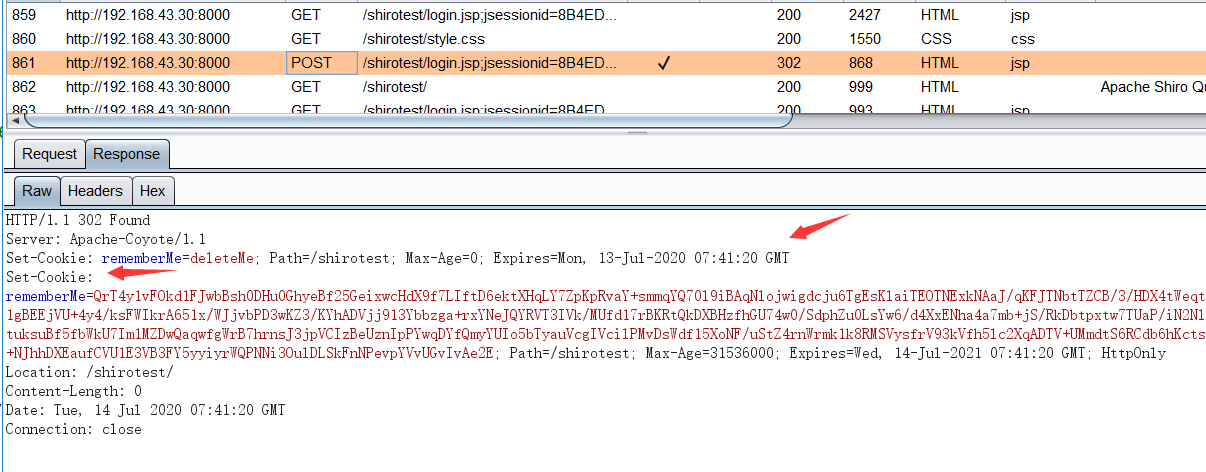 859 http://192.168.43.30:8000 GET /shirotest/login.jsp;jsessionid=8B4ED... 200 2427 HTML jsp
860 http://192.168.43.30:8000 GET /shirotest/style.css 200 1550 CSS css
861 http://192.168.43.30:8000 POST /shirotest/login.jsp;jsessionid=8B4ED... ✓ 302 868 HTML jsp
862 http://192.168.43.30:8000 GET /shirotest/ 200 999 HTML Apache Shiro Qu
863 http://192.168.43.30:8000 GET /shirotest/login.jsp;jsessionid=8B4ED 200 993 HTML jsp
Request Response
Raw Headers Hex
HTTP/1.1 302 Found
Server: Apache-Coyote/1.1
Set-Cookie: rememberMe=deleteMe; Path=/shirotest; Max-Age=0; Expires=Mon, 13-Jul-2020 07:41:20 GMT
Set-Cookie:
rememberMe=QrT4y1vFOkd1FJwbBsh0DHu0GhyeBf25GeixwcHdX9f7LIftD6ektXHqLY7ZpKpRvaY+smmqYQ7019iBAqN1ojwigdcju6TgEsK1aiTEOTNExkNAaJ/qKFJTNbtTZCB/3/HDX4tWeqt
1gBEEjVU+4y4/ksFWIkrA651x/WJjvbPD3wKZ3/KYhADVjj913Ybbzga+rxYNeJQYRVT3IVk/MUfd17rBKRtQkDXBHzfhGU74w0/SdphZu0LsYw6/d4XxENha4a7mb+jS/RkDbtpxtw7TUaP/iN2N1
tuksuBf5fbWkU7Im1MZDwQaqwfgWrB7hrnsJ3jpVCIzBeUznIpPYwqDYfQmyYUIo5bTyauVcgIVci1PMvDsWdf15XoNF/uStZ4rnWrmk1k8RMSVysfrV93kVfh51c2XqADTV+UMmdtS6RCdb6hKcts
+NJhhDXEaufCVU1E3VB3FY5yyiyrWQPNNi3Ou1DLSkFnNPevpYVvUGvIvAe2E; Path=/shirotest; Max-Age=31536000; Expires=Wed, 14-Jul-2021 07:41:20 GMT; HttpOnly
Location: /shirotest/
Content-Length: 0
Date: Tue, 14 Jul 2020 07:41:20 GMT
Connection: close